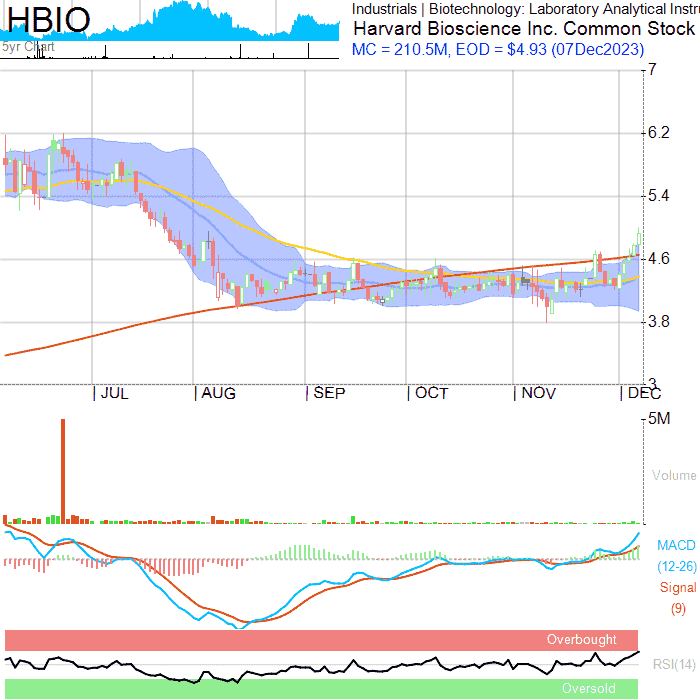 HBIO
Industrials | Biotechnology: Laboratory Analytical Instru
Harvard Bioscience Inc. Common Stock
MC = 210.5M, EOD = $4.93 (07Dec2023)
5yr Chart
7
6.2
5.4
4.6
3.8
3
JUL
AUG
SEP
OCT
NOV
DEC
5M
Volume
MACD
(12-26)
Signal
(9)
Overbought
RSI(14)
Oversold